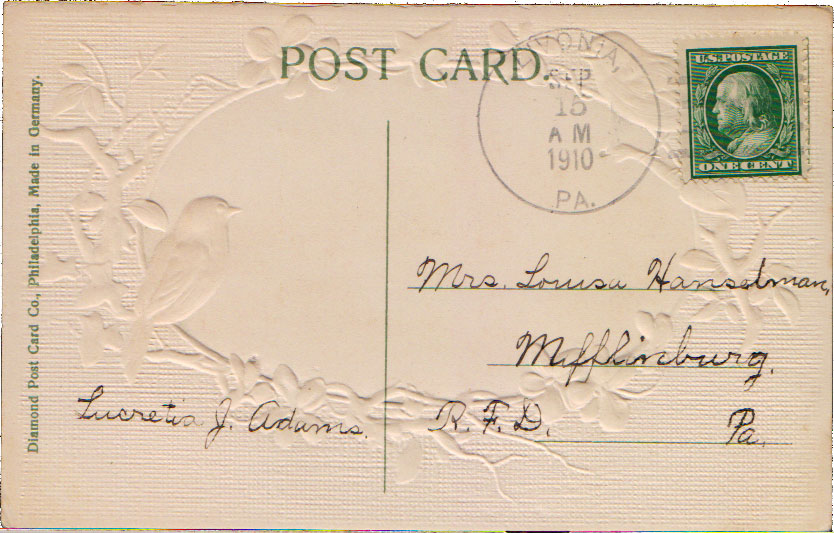 POST CARD.
LIVONIA,
SEP
15
A M
1910
PA.
U.S. POSTAGE
ONE CENT
Mrs. Louisa Hanselman,
Mifflinburg,
R. F. D.
Pa.
Lucretia J. Adams.
Diamond Post Card Co., Philadelphia, Made in Germany.